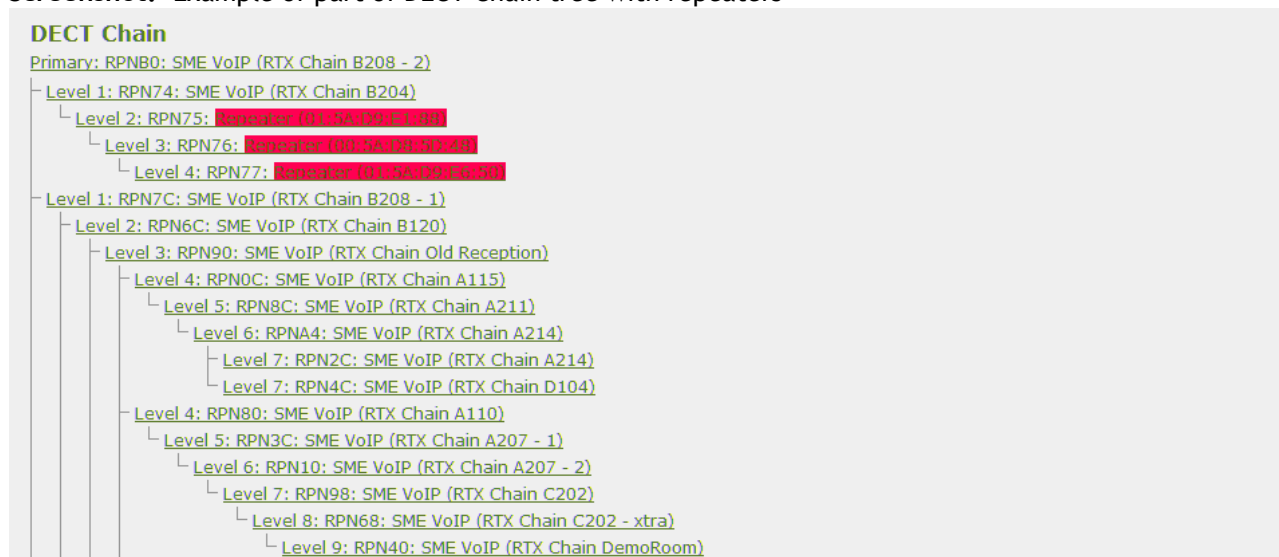 Screenshot: Example of part of DECT Chain tree with repeaters
DECT Chain
Primary: RPNB0: SME VoIP (RTX Chain B208 - 2)
Level 1: RPN74: SME VoIP (RTX Chain B204)
Level 2: RPN75: Repeater
Level 3: RPN76: Repeater
Level 4: RPN77: Repeater
Level 1: RPN7C: SME VoIP (RTX Chain B208 - 1)
Level 2: RPN6C: SME VoIP (RTX Chain B120)
Level 3: RPN90: SME VoIP (RTX Chain Old Reception)
Level 4: RPN0C: SME VoIP (RTX Chain A115)
Level 5: RPN8C: SME VoIP (RTX Chain A211)
Level 6: RPNA4: SME VoIP (RTX Chain A214)
Level 7: RPN2C: SME VoIP (RTX Chain A214)
Level 7: RPN4C: SME VoIP (RTX Chain D104)
Level 4: RPN80: SME VoIP (RTX Chain A110)
Level 5: RPN3C: SME VoIP (RTX Chain A207 - 1)
Level 6: RPN10: SME VoIP (RTX Chain A207 - 2)
Level 7: RPN98: SME VoIP (RTX Chain C202)
Level 8: RPN68: SME VoIP (RTX Chain C202 - xtra)
Level 9: RPN40: SME VoIP (RTX Chain DemoRoom)